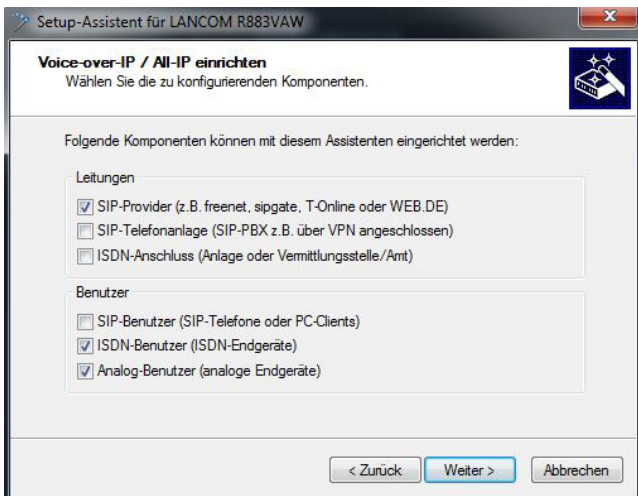 Setup-Assistent für LANCOM R883VAW
Voice-over-IP / All-IP einrichten
Wählen Sie die zu konfigurierenden Komponenten.
Folgende Komponenten können mit diesem Assistenten eingerichtet werden:
Leitungen
SIP-Provider (z.B. freenet, sipgate, T-Online oder WEB.DE)
SIP-Telefonanlage (SIP-PBX z.B. über VPN angeschlossen)
ISDN-Anschluss (Anlage oder Vermittlungsstelle/Amt)
Benutzer
SIP-Benutzer (SIP-Telefone oder PC-Clients)
ISDN-Benutzer (ISDN-Endgeräte)
Analog-Benutzer (analoge Endgeräte)
< Zurück Weiter > Abbrechen